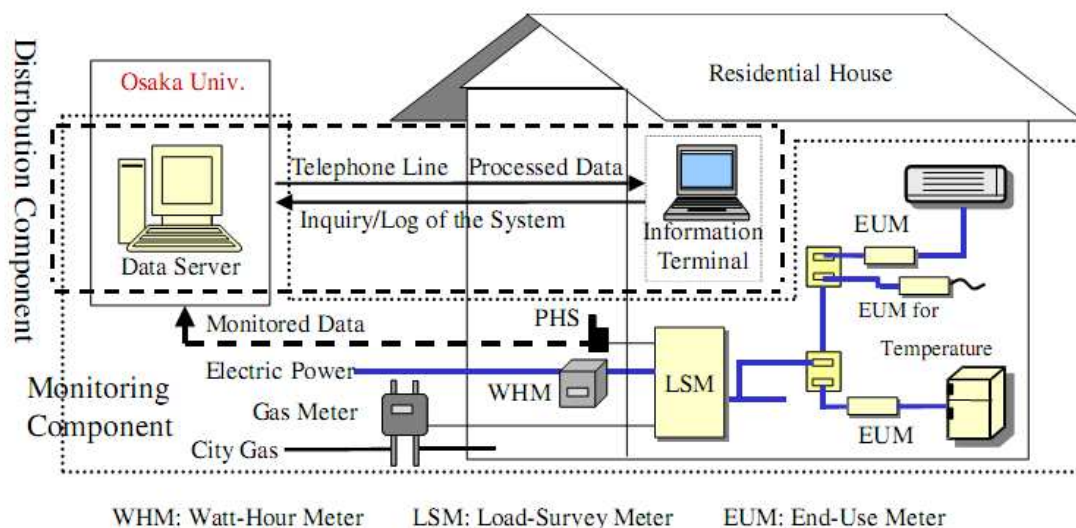 Distribution Component
Osaka Univ.
Residential House
Telephone Line Processed Data
Inquiry/Log of the System
Data Server
Information
Terminal
EUM
EUM for
Temperature
Monitored Data
PHS
Electric Power
WHM
LSM
Gas Meter
Monitoring
Component
City Gas
EUM
WHM: Watt-Hour Meter LSM: Load-Survey Meter EUM: End-Use Meter